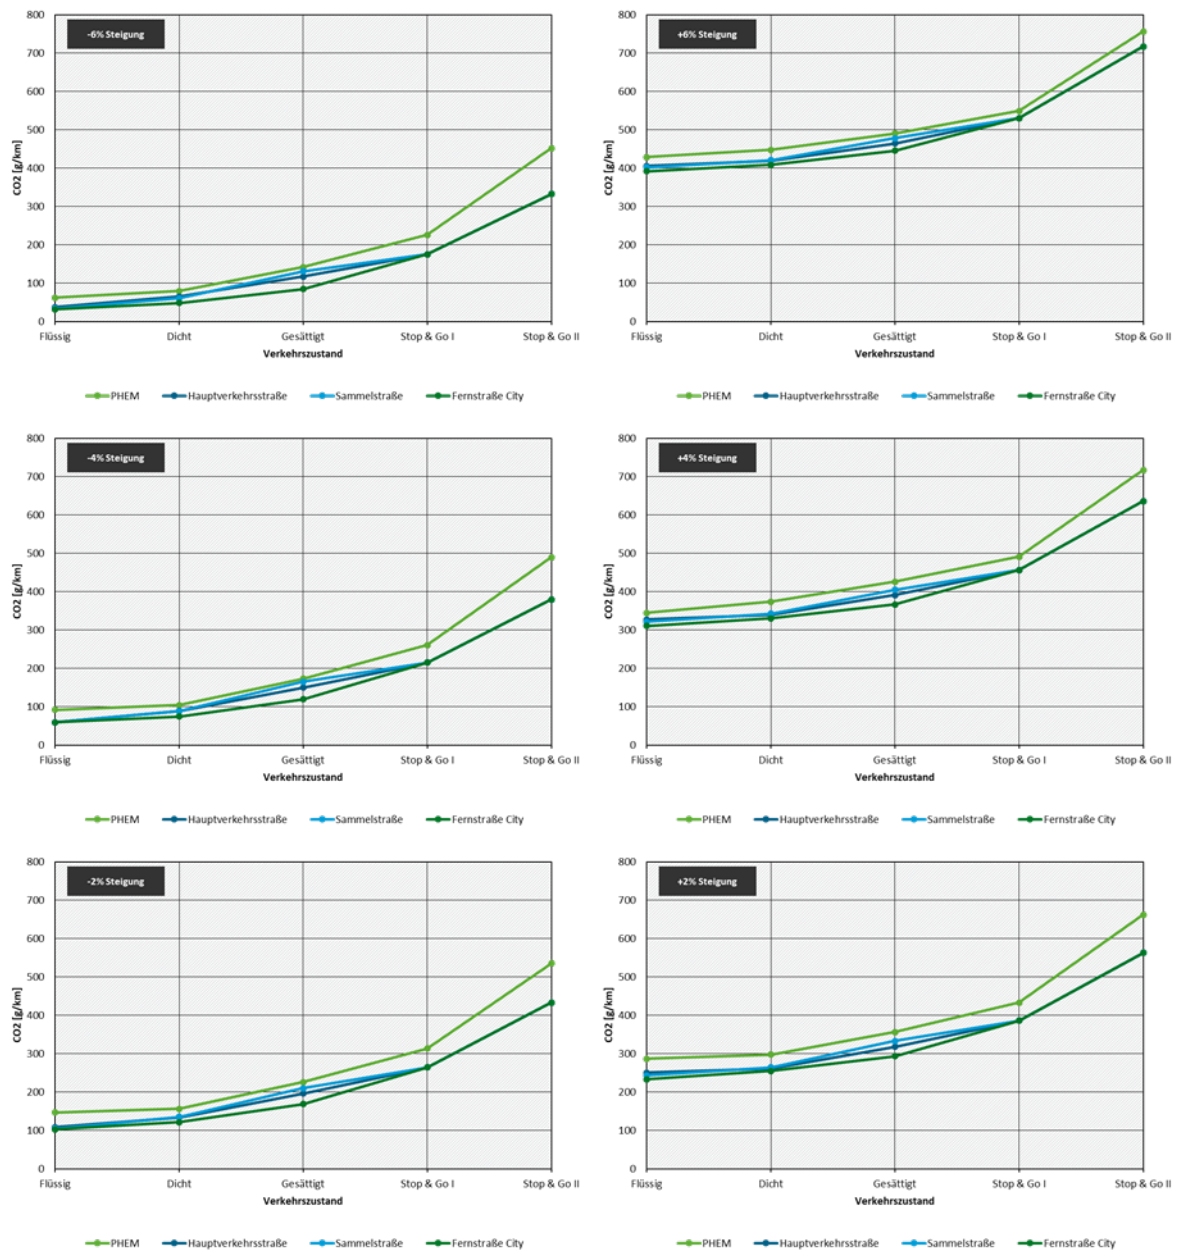 -6% Steigung
CO2 [g/km]
800
700
600
500
400
300
200
100
0
Flüssig Dicht Gesättigt Stop & Go I Stop & Go II
Verkehrszustand
PHEM Hauptverkehrsstraße Sammelstraße Fernstraße City
+6% Steigung
CO2 [g/km]
800
700
600
500
400
300
200
100
0
Flüssig Dicht Gesättigt Stop & Go I Stop & Go II
Verkehrszustand
PHEM Hauptverkehrsstraße Sammelstraße Fernstraße City
-4% Steigung
CO2 [g/km]
800
700
600
500
400
300
200
100
0
Flüssig Dicht Gesättigt Stop & Go I Stop & Go II
Verkehrszustand
PHEM Hauptverkehrsstraße Sammelstraße Fernstraße City
+4% Steigung
CO2 [g/km]
800
700
600
500
400
300
200
100
0
Flüssig Dicht Gesättigt Stop & Go I Stop & Go II
Verkehrszustand
PHEM Hauptverkehrsstraße Sammelstraße Fernstraße City
-2% Steigung
CO2 [g/km]
800
700
600
500
400
300
200
100
0
Flüssig Dicht Gesättigt Stop & Go I Stop & Go II
Verkehrszustand
PHEM Hauptverkehrsstraße Sammelstraße Fernstraße City
+2% Steigung
CO2 [g/km]
800
700
600
500
400
300
200
100
0
Flüssig Dicht Gesättigt Stop & Go I Stop & Go II
Verkehrszustand
PHEM Hauptverkehrsstraße Sammelstraße Fernstraße City